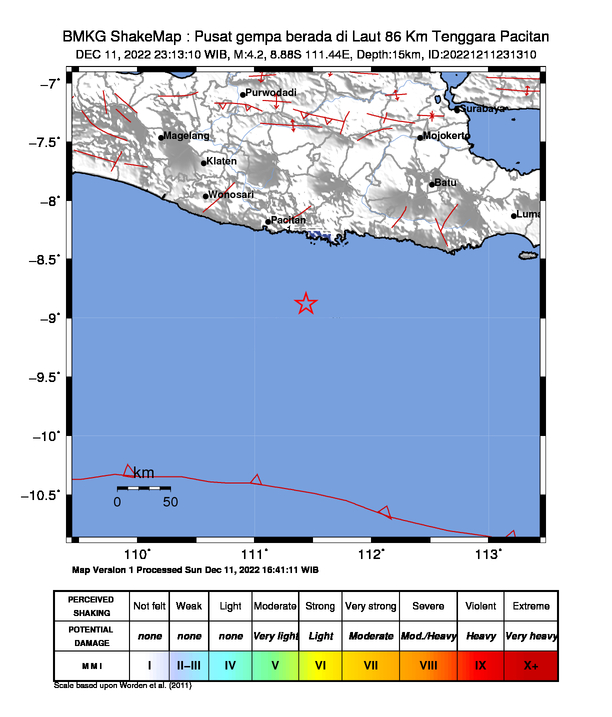 BMKG ShakeMap : Pusat gempa berada di Laut 86 Km Tenggara Pacitan
DEC 11, 2022 23:13:10 WIB, M:4.2, 8.88S 111.44E, Depth:15km, ID:20221211231310
−7°
Purwodadi
Surabaya
−7.5°
Magelang
Mojokerto
Klaten
−8°
Wonosari
Batu
Pacitan
Luma
−8.5°
−9°
−9.5°
−10°
−10.5°
km
0 50
110° 111° 112° 113°
Map Version 1 Processed Sun Dec 11, 2022 16:41:11 WIB
PERCEIVED SHAKING Not felt Weak Light Moderate Strong Very strong Severe Violent Extreme
POTENTIAL DAMAGE none none none Very light Light Moderate Mod./Heavy Heavy Very heavy
MMI I II–III IV V VI VII VIII IX X+
Scale based upon Worden et al. (2011)